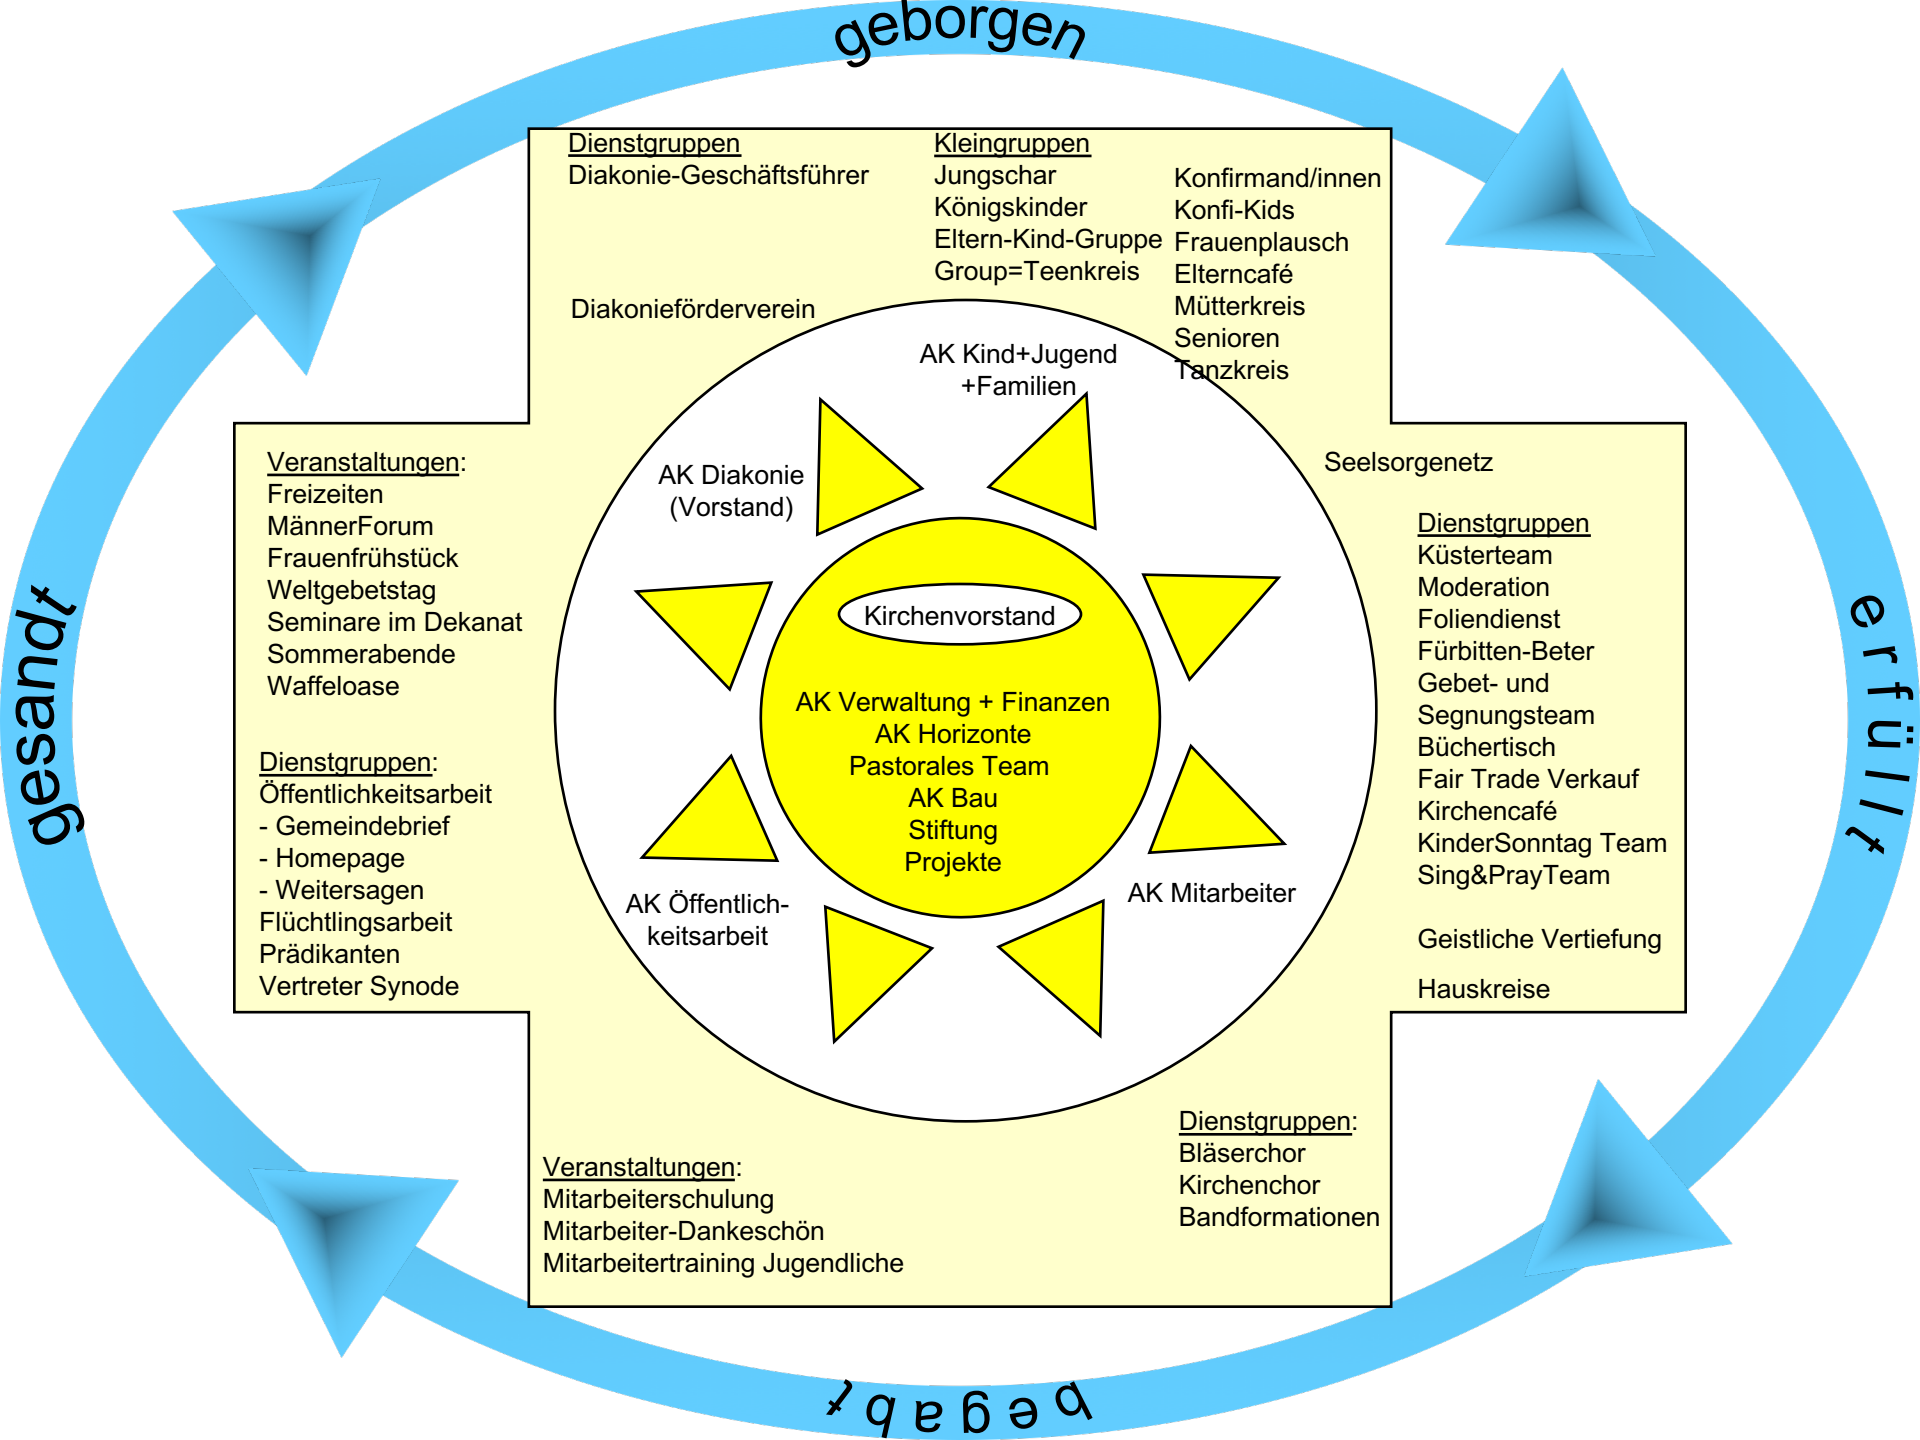 geborgen
Dienstgruppen
Diakonie-Geschäftsführer
Diakonieförderverein
Kleingruppen
Jungschar
Königskinder
Eltern-Kind-Gruppe
Group=Teenkreis
Konfirmand/innen
Konfi-Kids
Frauenplausch
Elterncafé
Mütterkreis
Senioren
Tanzkreis
AK Kind+Jugend
+Familien
AK Diakonie
(Vorstand)
Seelsorgenetz
Veranstaltungen:
Freizeiten
MännerForum
Frauenfrühstück
Weltgebetstag
Seminare im Dekanat
Sommerabende
Waffeloase
gesandt
Dienstgruppen:
Öffentlichkeitsarbeit
- Gemeindebrief
- Homepage
- Weitersagen
Flüchtlingsarbeit
Prädikanten
Vertreter Synode
Kirchenvorstand
AK Verwaltung + Finanzen
AK Horizonte
Pastorales Team
AK Bau
Stiftung
Projekte
AK Öffentlich-
keitsarbeit
AK Mitarbeiter
Dienstgruppen
Küsterteam
Moderation
Foliendienst
Fürbitten-Beter
Gebet- und
Segnungsteam
Büchertisch
Fair Trade Verkauf
Kirchencafé
KinderSonntag Team
Sing&PrayTeam
Geistliche Vertiefung
Hauskreise
erfüllt
Veranstaltungen:
Mitarbeiterschulung
Mitarbeiter-Dankeschön
Mitarbeitertraining Jugendliche
Dienstgruppen:
Bläserchor
Kirchenchor
Bandformationen
begabt